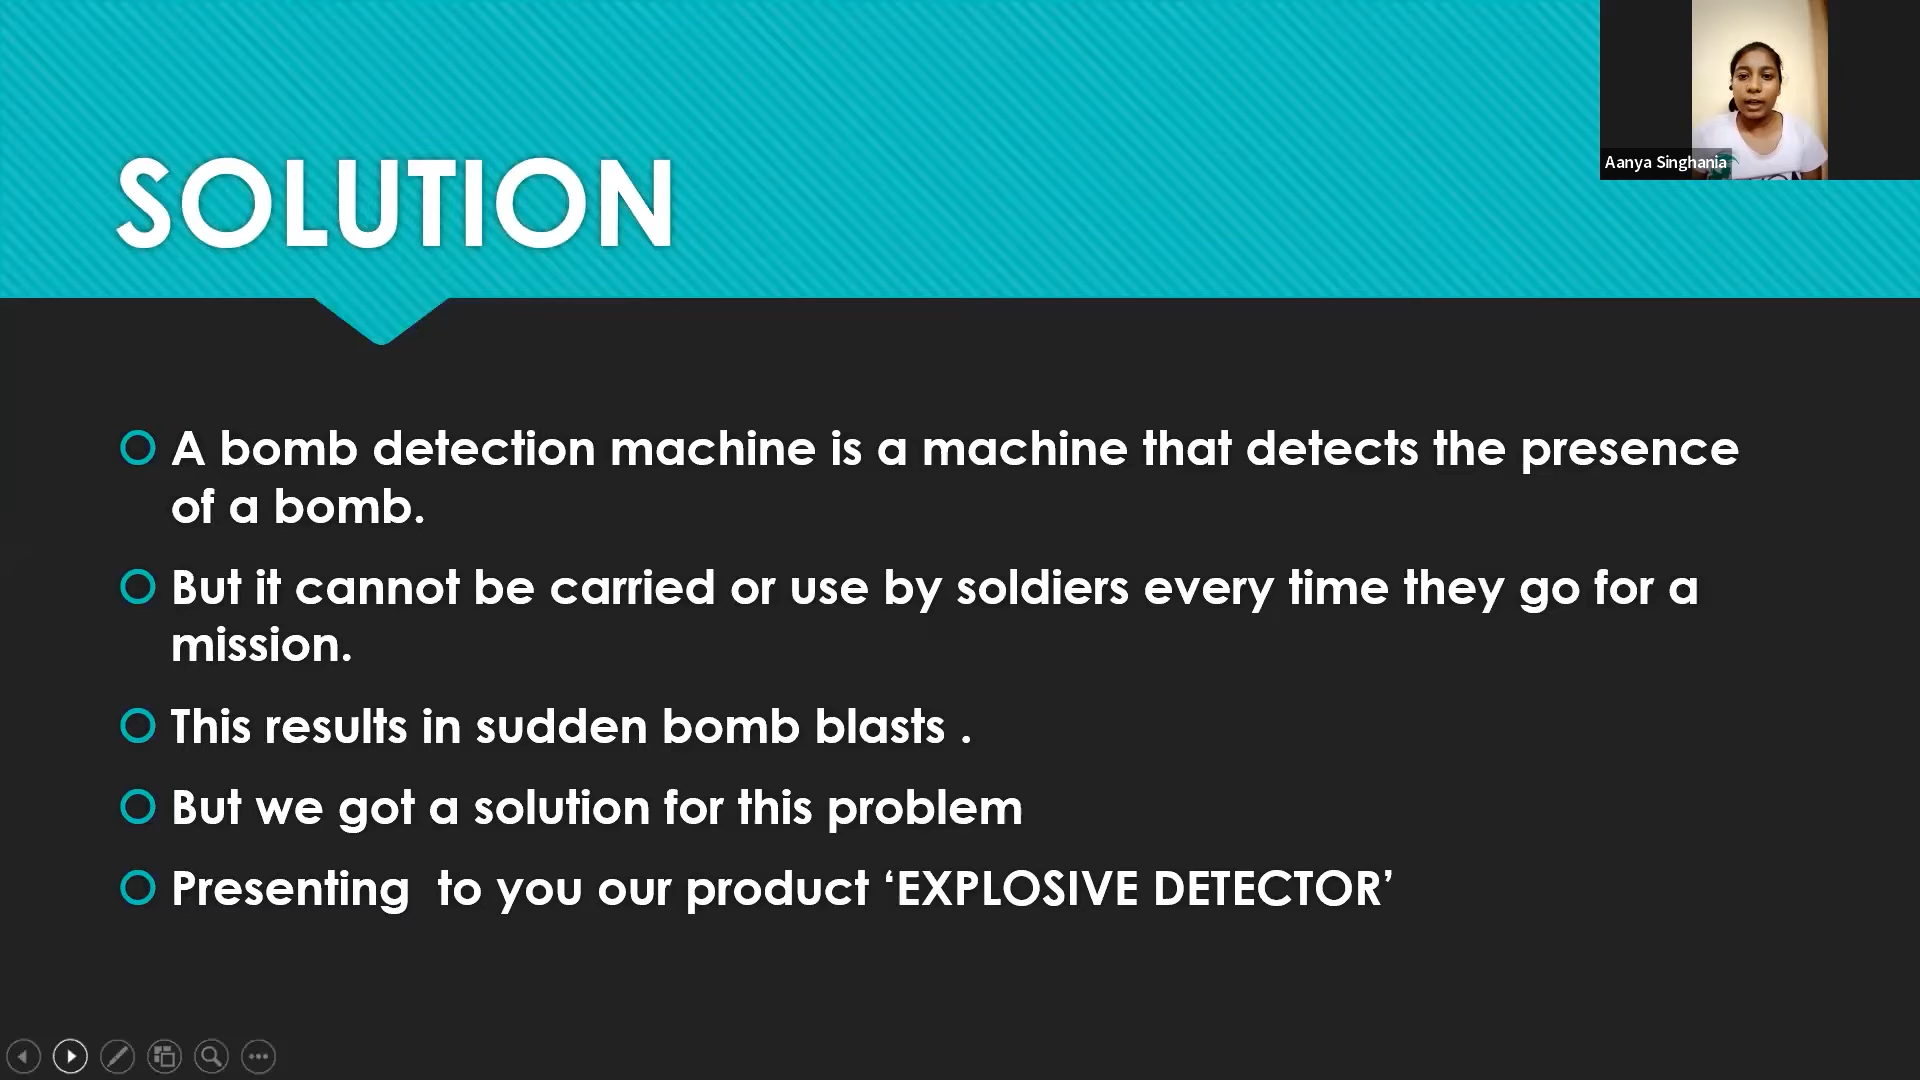 Aanya Singhania
SOLUTION
A bomb detection machine is a machine that detects the presence
of a bomb.
But it cannot be carried or use by soldiers every time they go for a
mission.
This results in sudden bomb blasts .
But we got a solution for this problem
Presenting  to you our product ‘EXPLOSIVE DETECTOR’